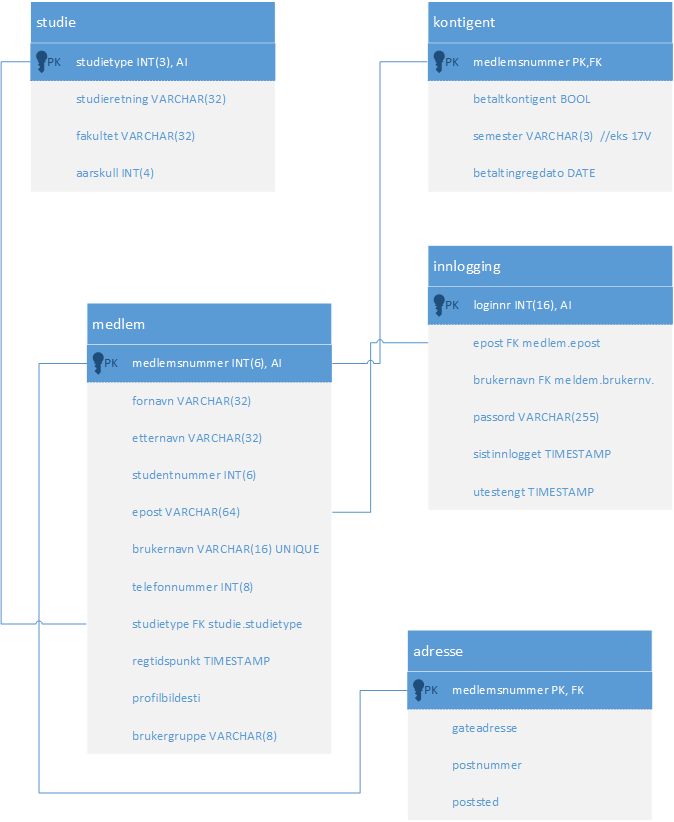 studie
PK studietype INT(3), AI
studieretning VARCHAR(32)
fakultet VARCHAR(32)
aarskull INT(4)
kontigent
PK medlemsnummer PK,FK
betaltkontigent BOOL
semester VARCHAR(3) //eks 17V
betaltingregdato DATE
innlogging
PK loginnr INT(16), AI
epost FK medlem.epost
brukernavn FK meldem.brukernv.
passord VARCHAR(255)
sistinnlogget TIMESTAMP
utestengt TIMESTAMP
medlem
PK medlemsnummer INT(6), AI
fornavn VARCHAR(32)
etternavn VARCHAR(32)
studentnummer INT(6)
epost VARCHAR(64)
brukernavn VARCHAR(16) UNIQUE
telefonnummer INT(8)
studietype FK studie.studietype
regtidspunkt TIMESTAMP
profilbildesti
brukergruppe VARCHAR(8)
adresse
PK medlemsnummer PK, FK
gateadresse
postnummer
poststed